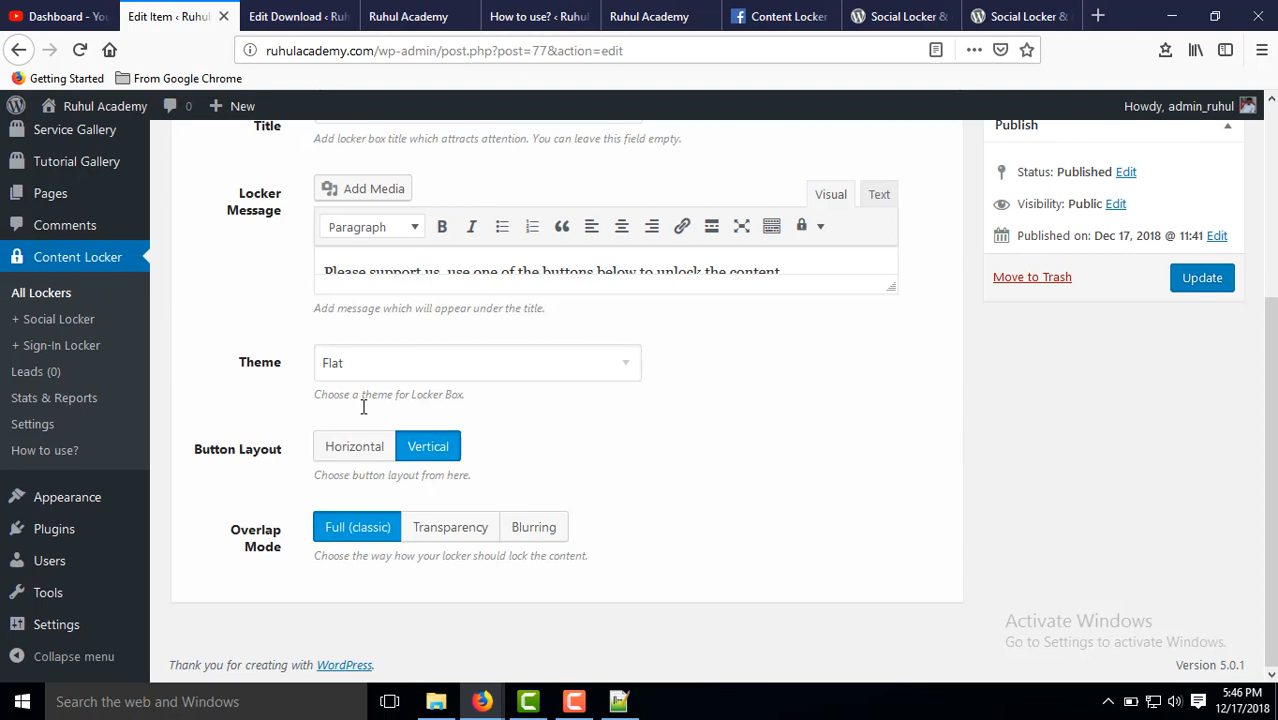 Dashboard - You
Edit Item ‹ Ruhul
Edit Download ‹ Ruh
Ruhul Academy
How to use? ‹ Ruhul
Ruhul Academy
Content Locker
Social Locker &
Social Locker &
ruhulacademy.com/wp-admin/post.php?post=77&action=edit
Getting Started
From Google Chrome
Ruhul Academy
0
New
Howdy, admin_ruhul
Service Gallery
Tutorial Gallery
Pages
Comments
Content Locker
All Lockers
+ Social Locker
+ Sign-In Locker
Leads (0)
Stats & Reports
Settings
How to use?
Appearance
Plugins
Users
Tools
Settings
Collapse menu
Title
Add locker box title which attracts attention. You can leave this field empty.
Locker
Message
Add Media
Visual
Text
Paragraph
B
I
Please support us, use one of the buttons below to unlock the content.
Add message which will appear under the title.
Theme
Flat
Choose a theme for Locker Box.
Button Layout
Horizontal
Vertical
Choose button layout from here.
Overlap
Mode
Full (classic)
Transparency
Blurring
Choose the way how your locker should lock the content.
Thank you for creating with WordPress.
Version 5.0.1
Publish
Status: Published Edit
Visibility: Public Edit
Published on: Dec 17, 2018 @ 11:41 Edit
Move to Trash
Update
Activate Windows
Go to Settings to activate Windows.
Search the web and Windows
5:46 PM
12/17/2018